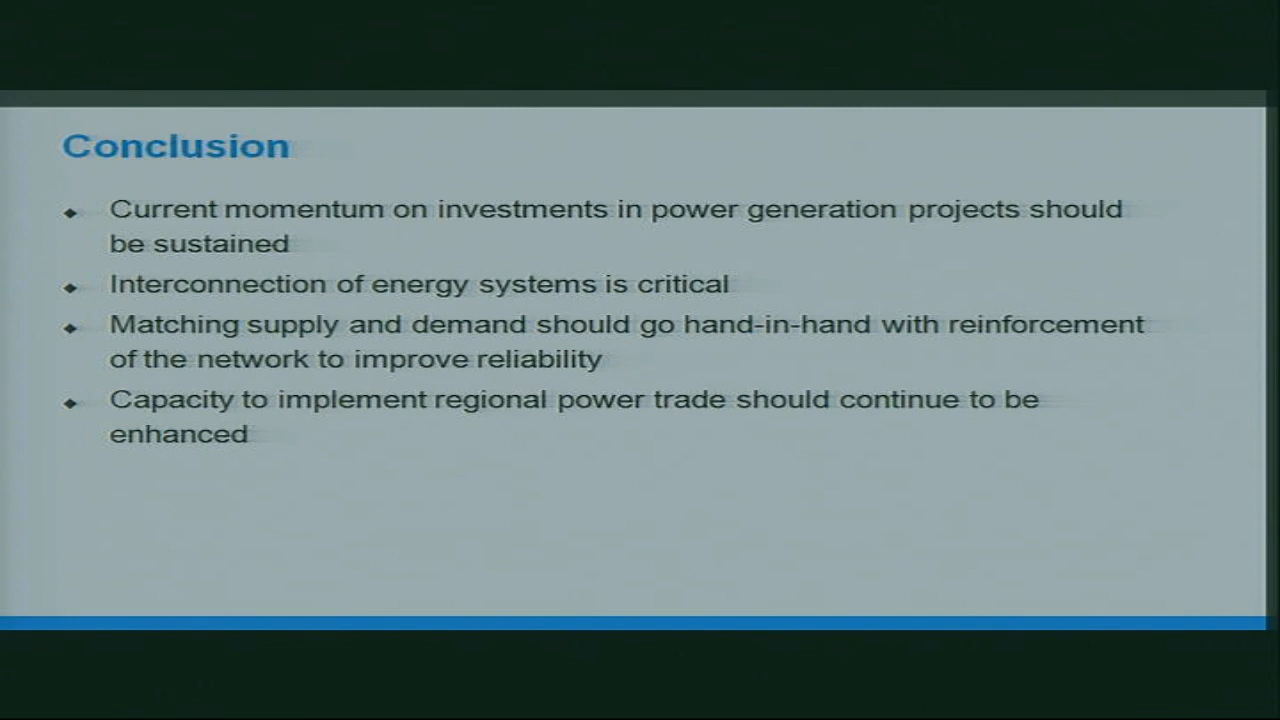 Conclusion
Current momentum on investments in power generation projects should
be sustained
Interconnection of energy systems is critical
Matching supply and demand should go hand-in-hand with reinforcement
of the network to improve reliability
Capacity to implement regional power trade should continue to be
enhanced